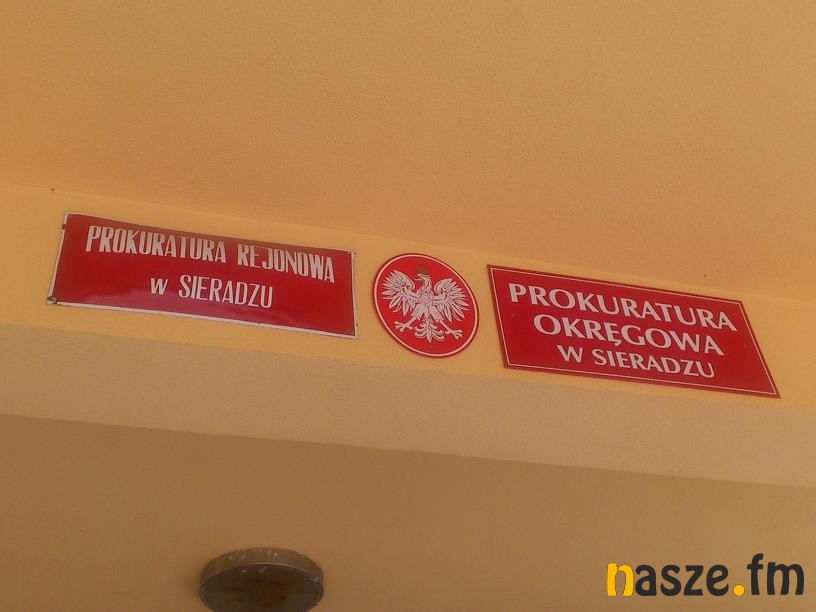 PROKURATURA REJONOWA
w SIERADZU
PROKURATURA
OKRĘGOWA
W SIERADZU
nasze.fm